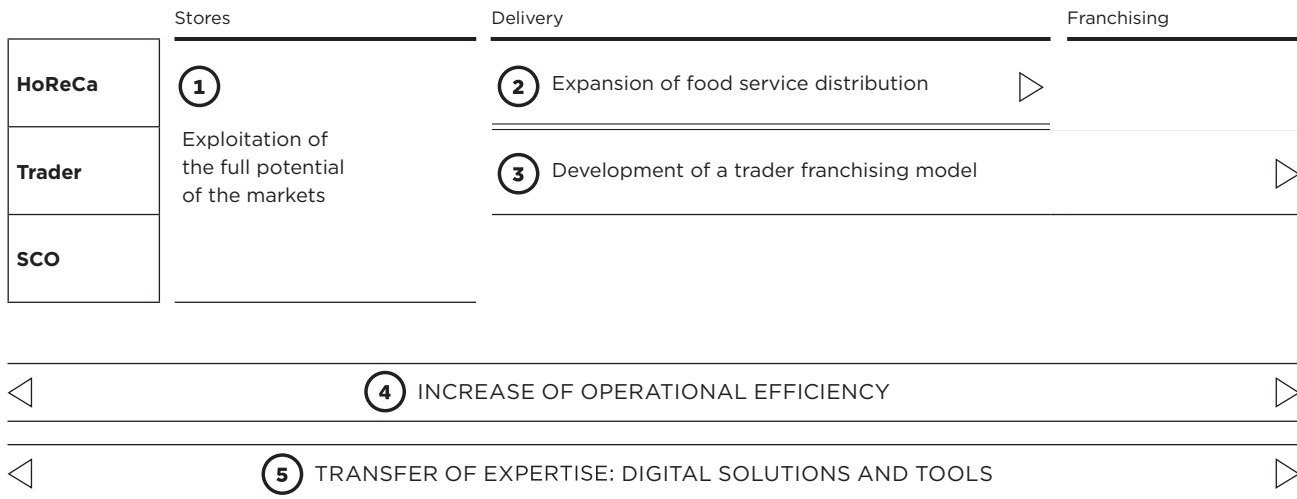 Stores
Delivery
Franchising
HoReCa
1
2 Expansion of food service distribution
Exploitation of
the full potential
of the markets
Trader
3 Development of a trader franchising model
SCO
4 INCREASE OF OPERATIONAL EFFICIENCY
5 TRANSFER OF EXPERTISE: DIGITAL SOLUTIONS AND TOOLS